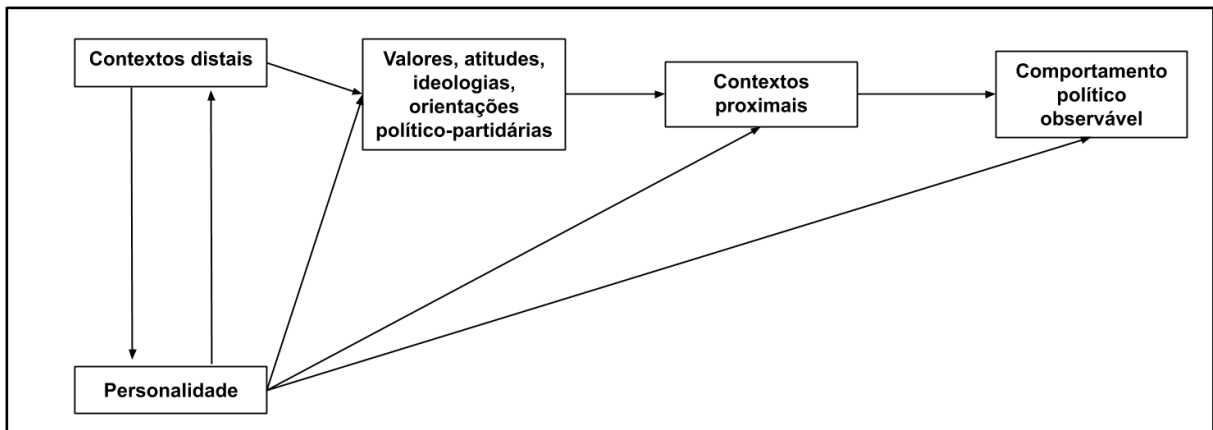 Contextos distais
Valores, atitudes,
ideologias,
orientações
político-partidárias
Contextos
proximais
Comportamento
político
observável
Personalidade